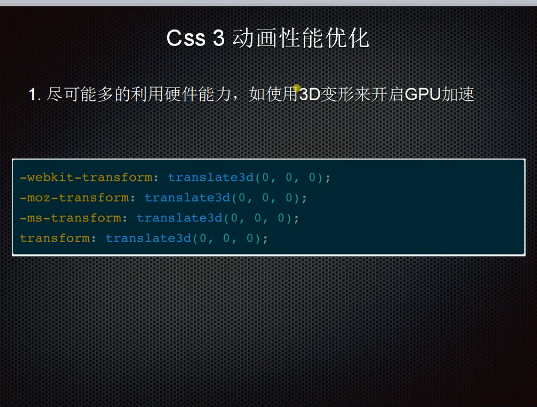 Css 3 动画性能优化
1. 尽可能多的利用硬件能力，如使用3D变形来开启GPU加速
-webkit-transform: translate3d(0, 0, 0);
-moz-transform: translate3d(0, 0, 0);
-ms-transform: translate3d(0, 0, 0);
transform: translate3d(0, 0, 0);